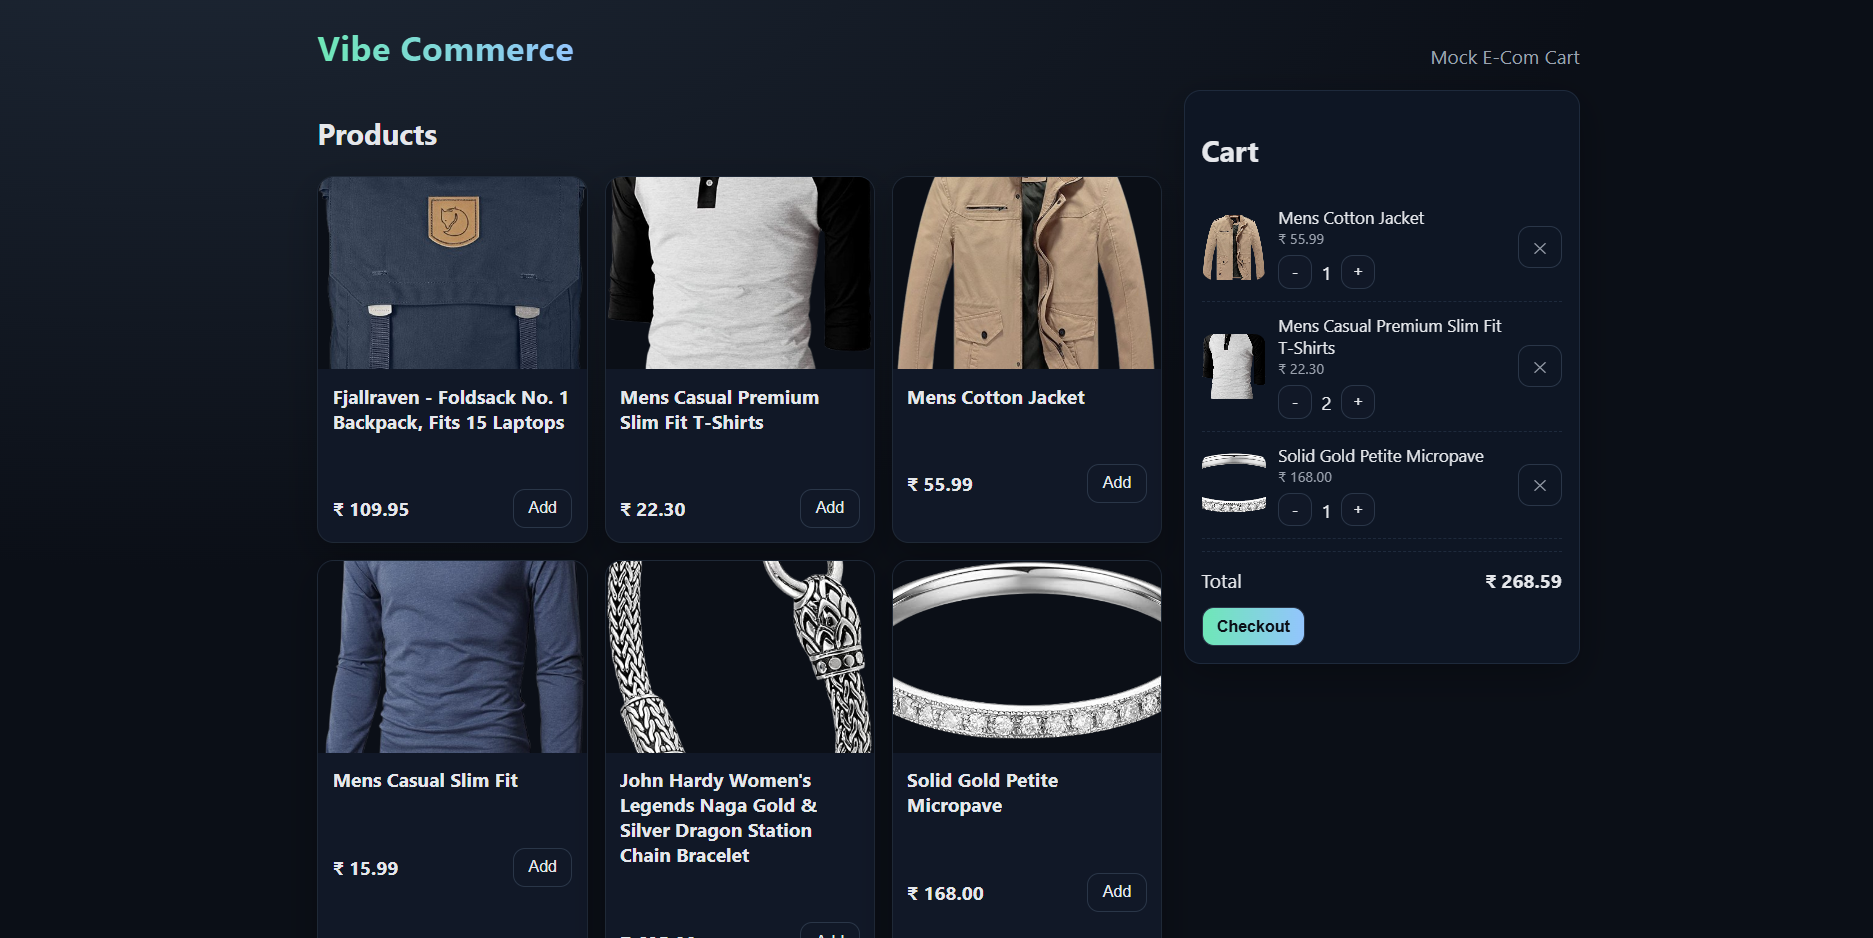 Vibe Commerce
Mock E-Com Cart
Products
Fjallraven - Foldsack No. 1
Backpack, Fits 15 Laptops
₹ 109.95
Add
Mens Casual Premium
Slim Fit T-Shirts
₹ 22.30
Add
Mens Cotton Jacket
₹ 55.99
Add
Mens Casual Slim Fit
₹ 15.99
Add
John Hardy Women's
Legends Naga Gold &
Silver Dragon Station
Chain Bracelet
Add
Solid Gold Petite
Micropave
₹ 168.00
Add
Cart
Mens Cotton Jacket
₹ 55.99
- 1 +
Mens Casual Premium Slim Fit
T-Shirts
₹ 22.30
- 2 +
Solid Gold Petite Micropave
₹ 168.00
- 1 +
Total ₹ 268.59
Checkout